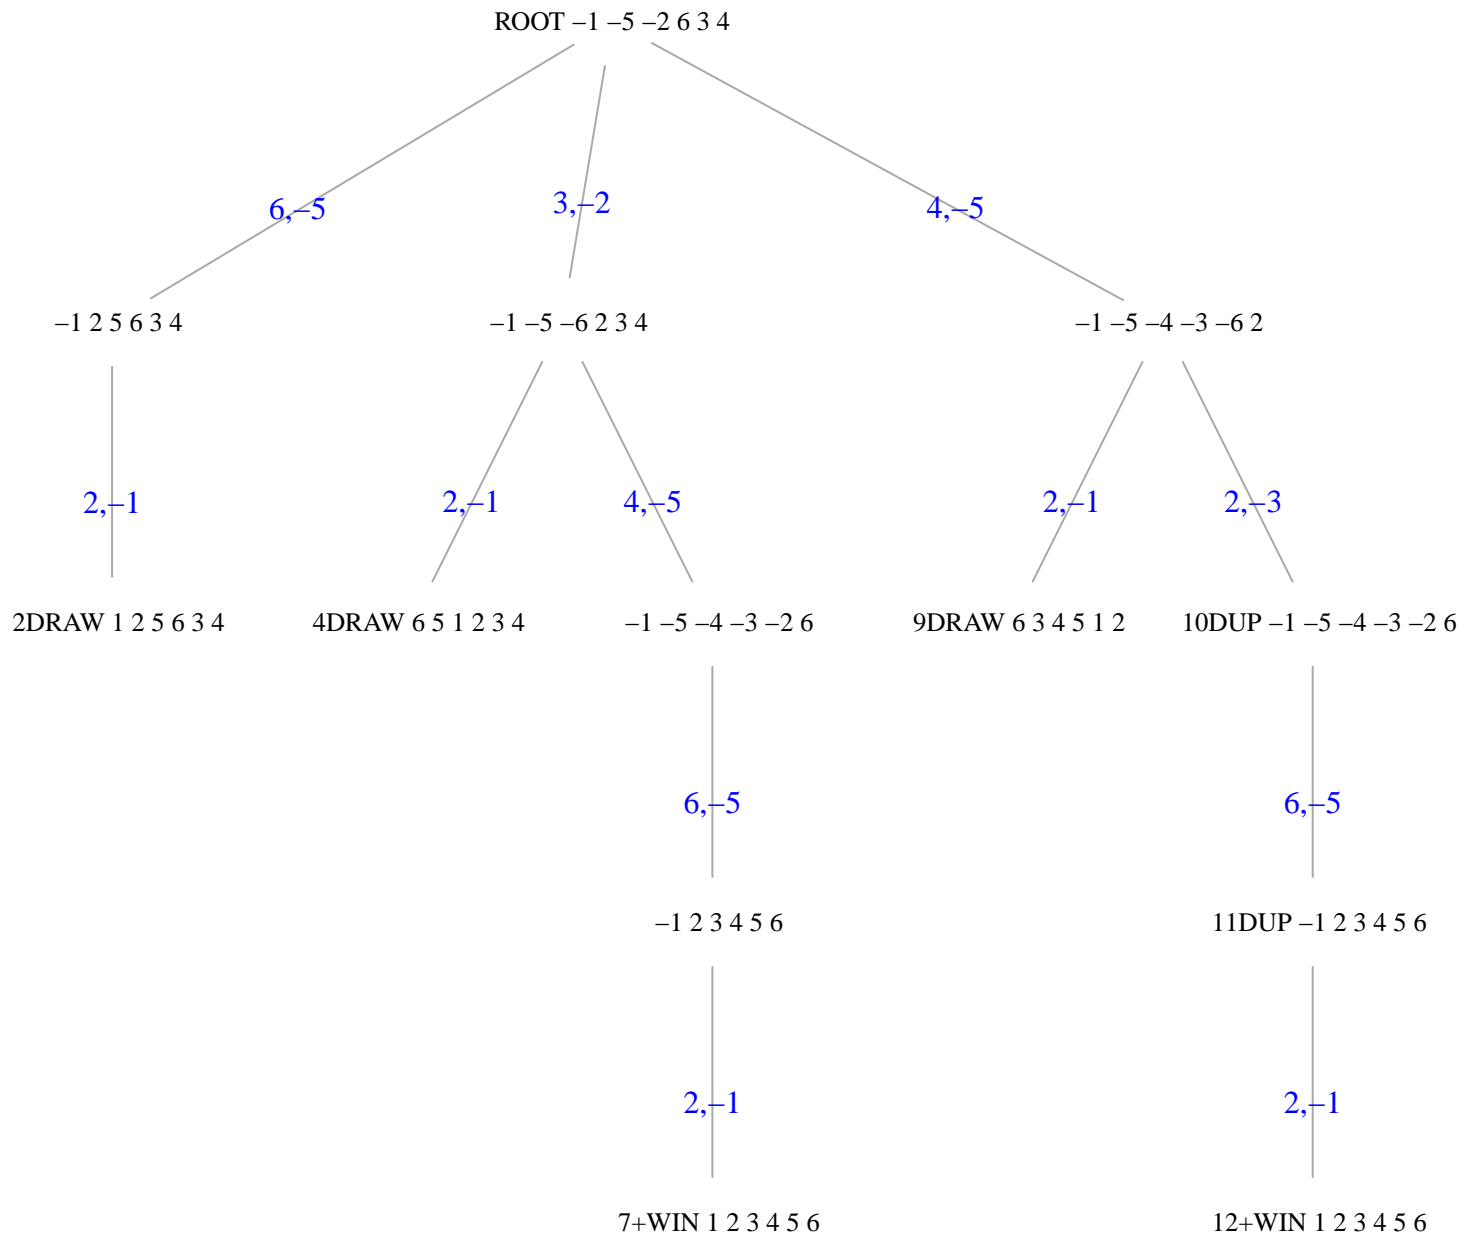 ROOT –1 –5 –2 6 3 4
6,–5
3,–2
4,–5
–1 2 5 6 3 4
–1 –5 –6 2 3 4
–1 –5 –4 –3 –6 2
2,–1
2,–1
4,–5
2,–1
2,–3
2DRAW 1 2 5 6 3 4
4DRAW 6 5 1 2 3 4
–1 –5 –4 –3 –2 6
9DRAW 6 3 4 5 1 2
10DUP –1 –5 –4 –3 –2 6
6,–5
6,–5
–1 2 3 4 5 6
11DUP –1 2 3 4 5 6
2,–1
2,–1
7+WIN 1 2 3 4 5 6
12+WIN 1 2 3 4 5 6